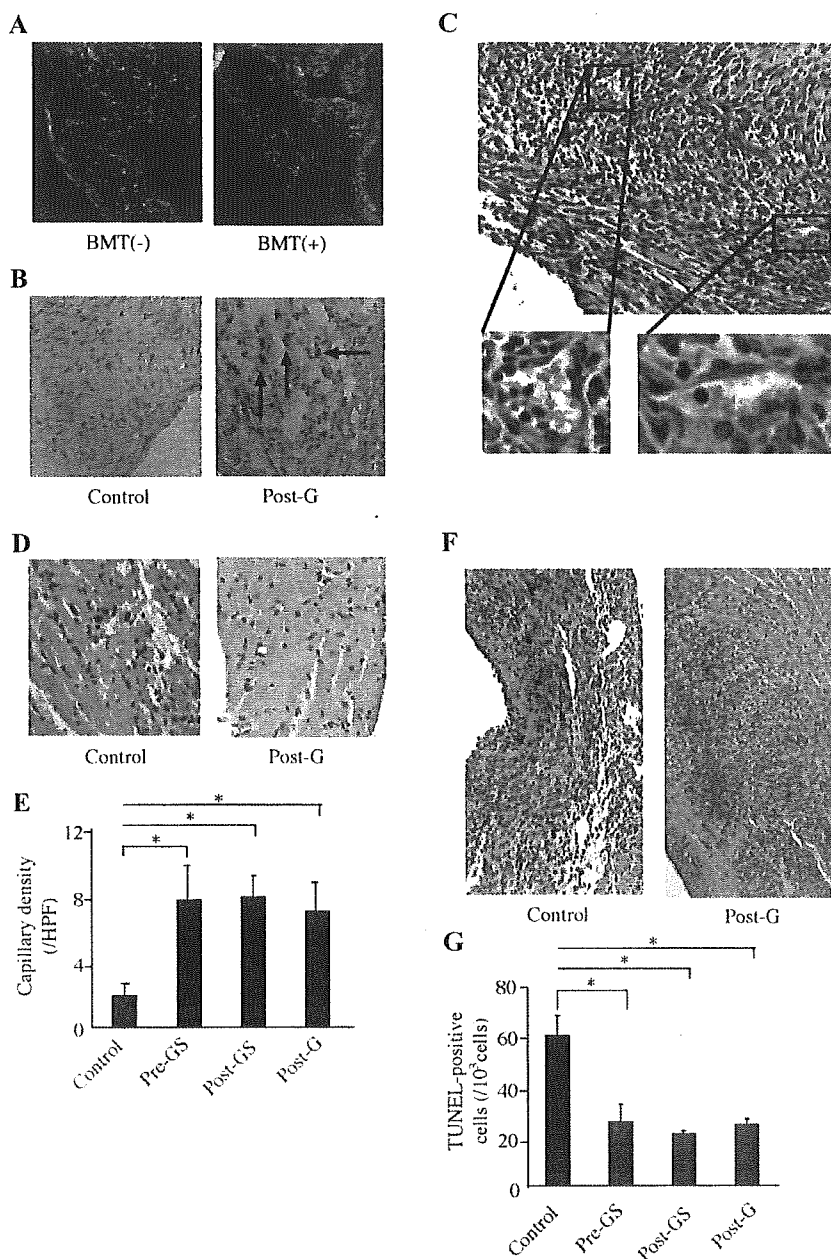 A
BMT(-)
BMT(+)
B
Control
Post-G
C
D
Control
Post-G
E
*
*
*
12
8
4
0
Capillary density
(/HPF)
Control
Pre-GS
Post-GS
Post-G
F
Control
Post-G
G
*
*
*
80
60
40
20
0
TUNEL-positive
cells (/10³cells)
Control
Pre-GS
Post-GS
Post-G